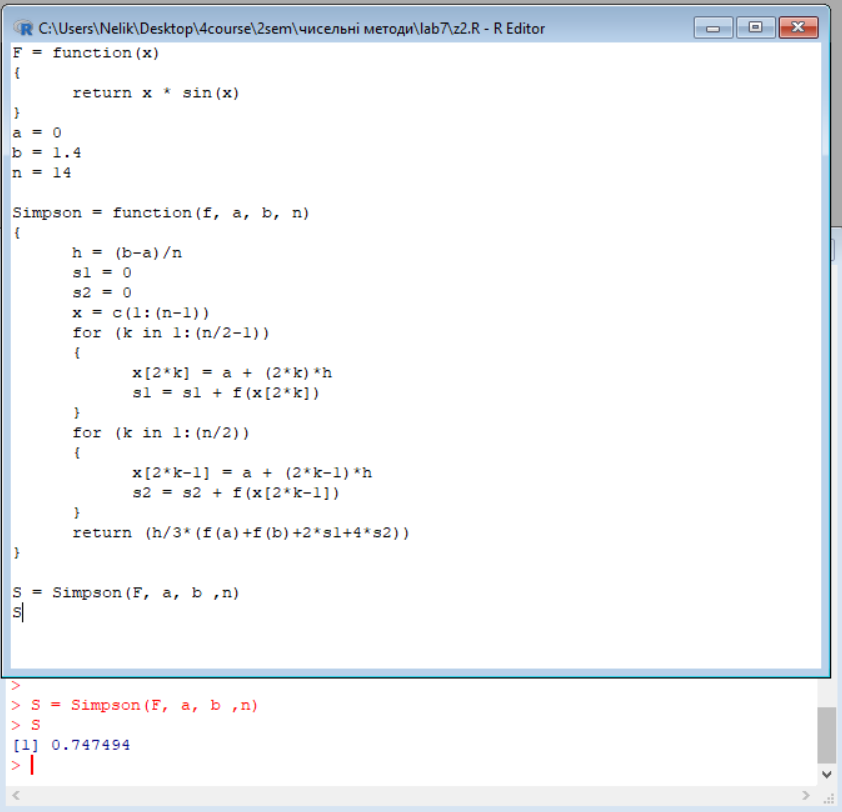 C:\Users\Nelik\Desktop\4course\2sem\чисельні методи\lab7\z2.R - R Editor
F = function(x)
{
      return x * sin(x)
}
a = 0
b = 1.4
n = 14

Simpson = function(f, a, b, n)
{
      h = (b-a)/n
      s1 = 0
      s2 = 0
      x = c(1:(n-1))
      for (k in 1:(n/2-1))
      {
            x[2*k] = a + (2*k)*h
            s1 = s1 + f(x[2*k])
      }
      for (k in 1:(n/2))
      {
            x[2*k-1] = a + (2*k-1)*h
            s2 = s2 + f(x[2*k-1])
      }
      return (h/3*(f(a)+f(b)+2*s1+4*s2))
}

S = Simpson(F, a, b ,n)
S
>
> S = Simpson(F, a, b ,n)
> S
[1] 0.747494
>